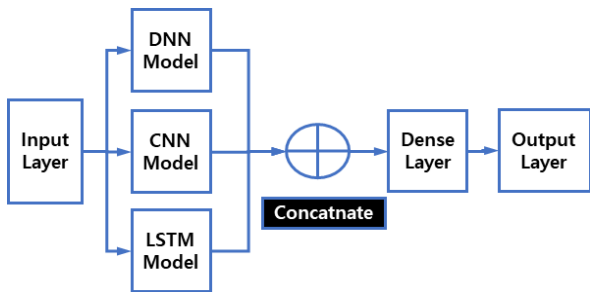 DNN
Model
Input
Layer
CNN
Model
Dense
Layer
Output
Layer
Concatnate
LSTM
Model